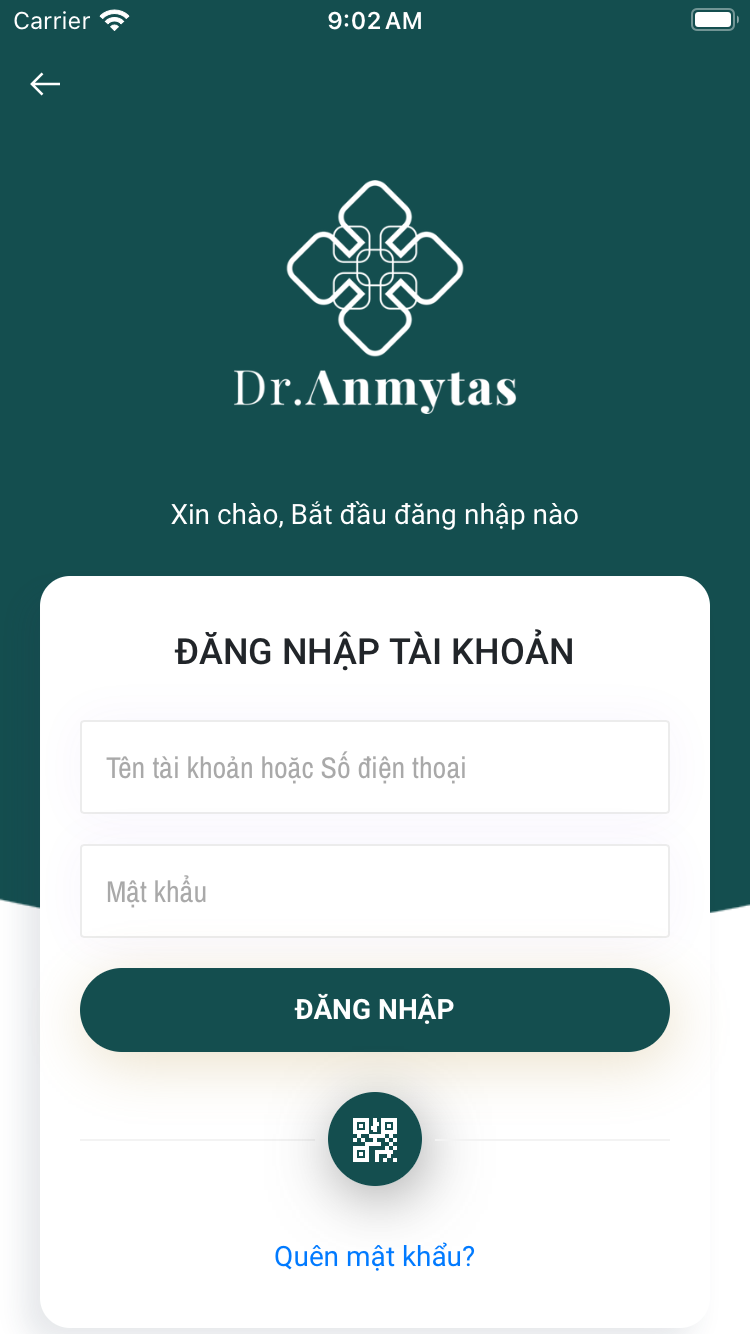 Carrier 9:02 AM
Dr.Anmytas
Xin chào, Bắt đầu đăng nhập nào
ĐĂNG NHẬP TÀI KHOẢN
Tên tài khoản hoặc Số điện thoại
Mật khẩu
ĐĂNG NHẬP
Quên mật khẩu?